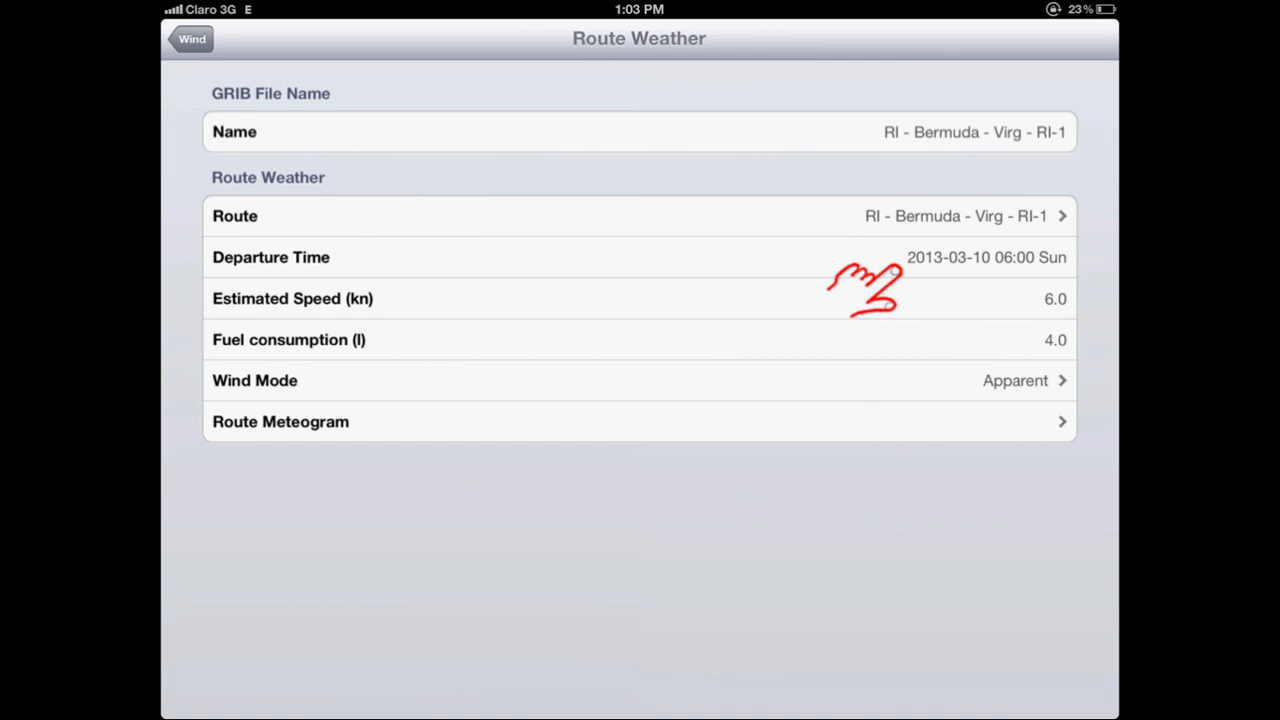 Claro 3G E 1:03 PM 23%
Wind Route Weather
GRIB File Name
Name RI - Bermuda - Virg - RI-1
Route Weather
Route RI - Bermuda - Virg - RI-1
Departure Time 2013-03-10 06:00 Sun
Estimated Speed (kn) 6.0
Fuel consumption (l) 4.0
Wind Mode Apparent
Route Meteogram